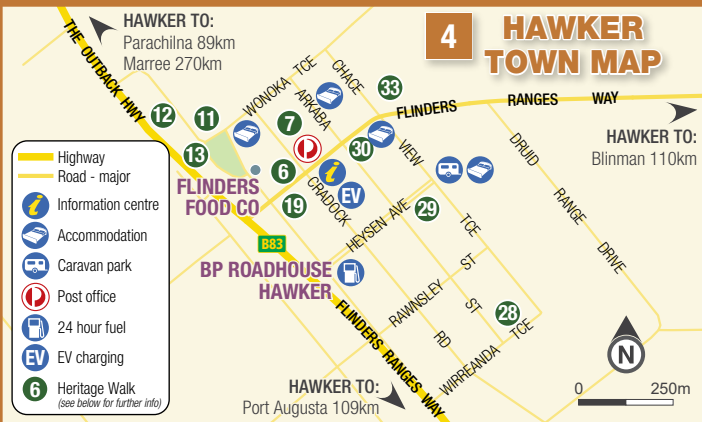 HAWKER TO:
Parachilna 89km
Marree 270km
4
HAWKER
TOWN MAP
THE OUTBACK HWY
WONOKA TCE
CHACE
ARKABA
33
FLINDERS RANGES WAY
12
11
7
HAWKER TO:
Blinman 110km
13
6
30
VIEW
DRUID
RANGE
DRIVE
FLINDERS
FOOD CO
19
CRADOCK
EV
HEYSEN AVE
29
TCE
B83
BP ROADHOUSE
HAWKER
RAWNSLEY
ST
ST
RD
28
WIRREANDA TCE
FLINDERS RANGES WAY
HAWKER TO:
Port Augusta 109km
N
0 250m
Highway
Road - major
i Information centre
Accommodation
Caravan park
Post office
24 hour fuel
EV EV charging
6 Heritage Walk
(see below for further info)